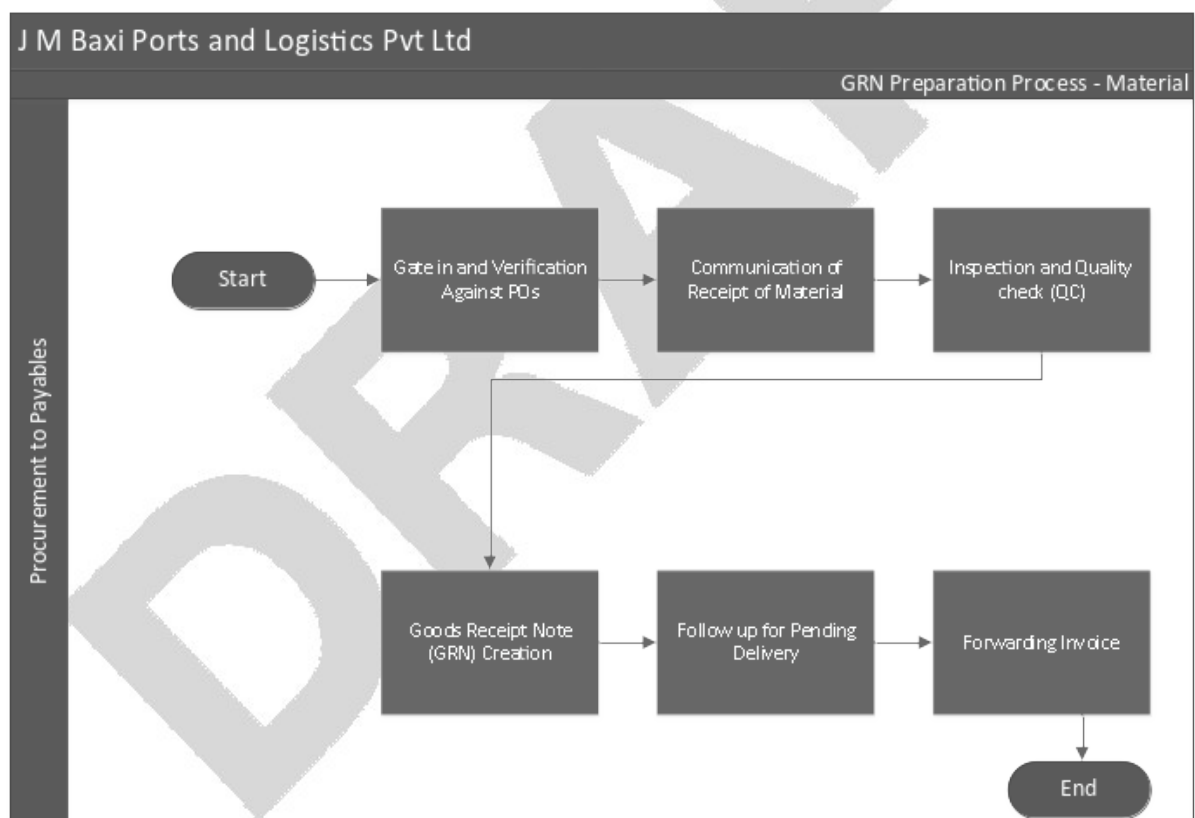 J M Baxi Ports and Logistics Pvt Ltd
GRN Preparation Process - Material
Procurement to Payables
Start
Gate in and Verification
Against POs
Communication of
Receipt of Material
Inspection and Quality
check (QC)
Goods Receipt Note
(GRN) Creation
Follow up for Pending
Delivery
Forwarding Invoice
End
DRA